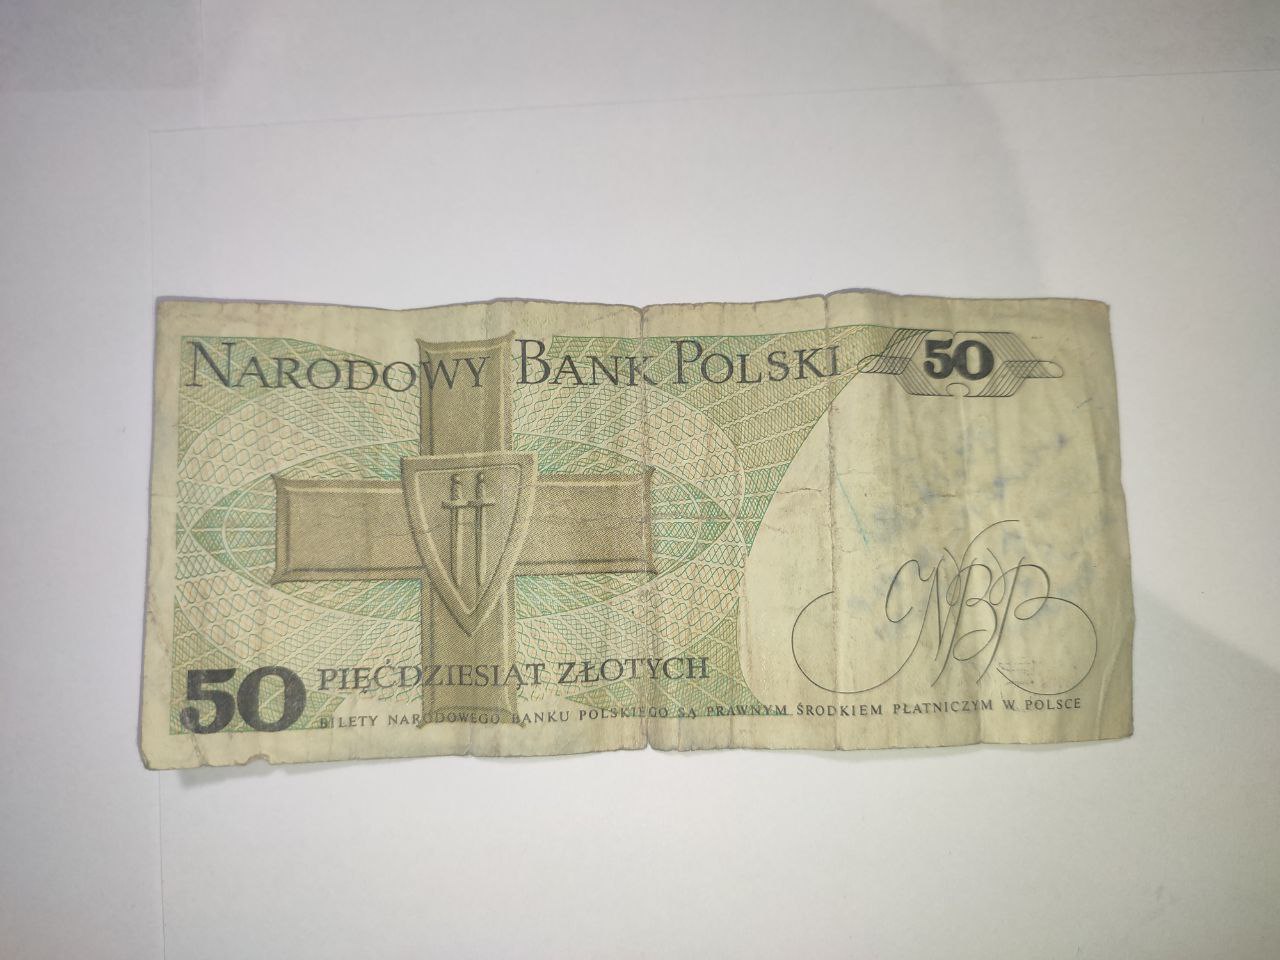 NARODOWY BANK POLSKI
50
NBP
50 PIĘĆDZIESIĄT ZŁOTYCH
BILETY NARODOWEGO BANKU POLSKIEGO SĄ PRAWNYM ŚRODKIEM PŁATNICZYM W POLSCE